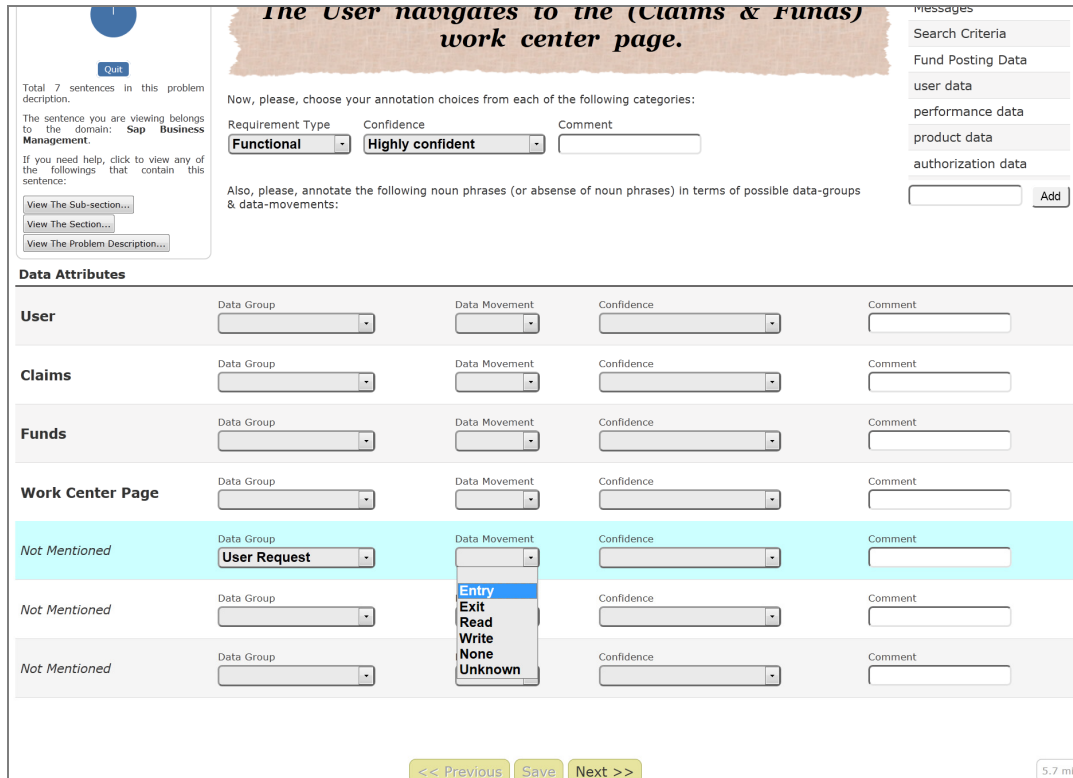 The User navigates to the (Claims & Funds)
work center page.
Quit
Total 7 sentences in this problem
decription.
The sentence you are viewing belongs
to the domain: Sap Business
Management.
If you need help, click to view any of
the followings that contain this
sentence:
View The Sub-section...
View The Section...
View The Problem Description...
Now, please, choose your annotation choices from each of the following categories:
Requirement Type Confidence Comment
Functional Highly confident
Also, please, annotate the following noun phrases (or absense of noun phrases) in terms of possible data-groups
& data-movements:
Messages
Search Criteria
Fund Posting Data
user data
performance data
product data
authorization data
Add
Data Attributes
Data Group Data Movement Confidence Comment
User
Data Group Data Movement Confidence Comment
Claims
Data Group Data Movement Confidence Comment
Funds
Data Group Data Movement Confidence Comment
Work Center Page
Data Group Data Movement Confidence Comment
Not Mentioned
User Request
Entry
Exit
Read
Write
None
Unknown
Data Group Confidence Comment
Not Mentioned
Data Group Confidence Comment
Not Mentioned
<< Previous Save Next >>
5.7 mi